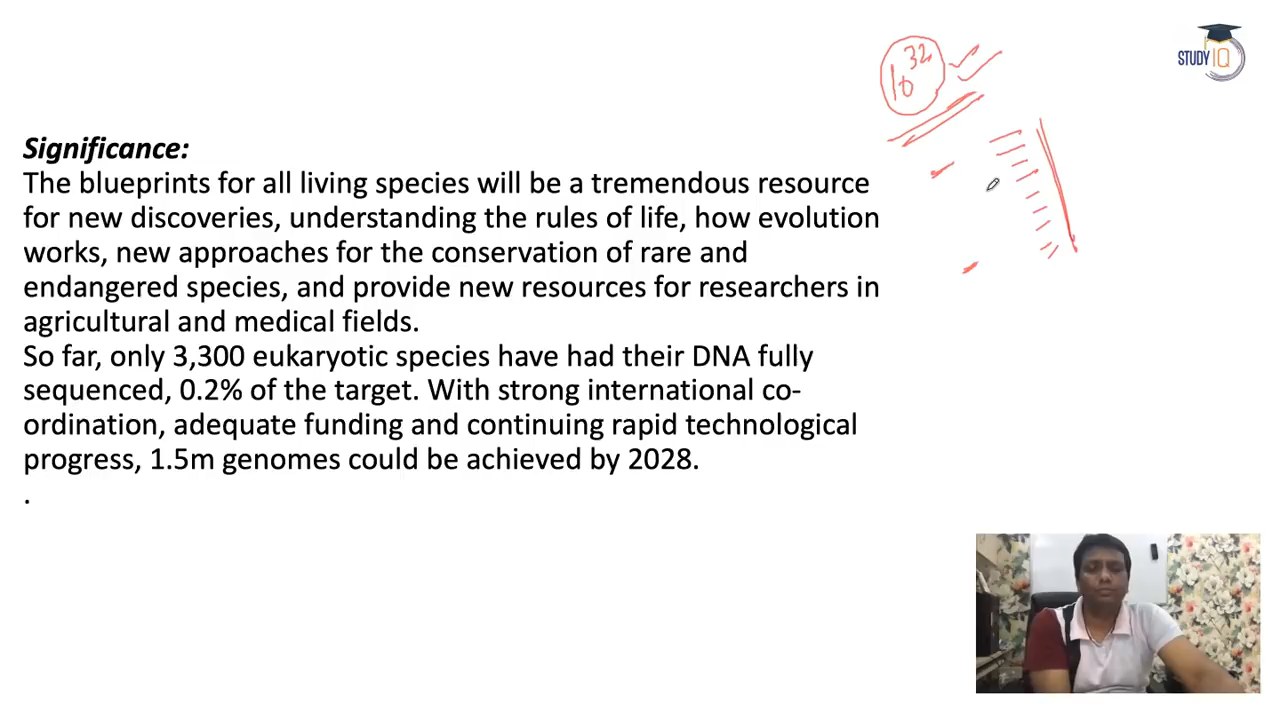 10^32
STUDY IQ
Significance:
The blueprints for all living species will be a tremendous resource
for new discoveries, understanding the rules of life, how evolution
works, new approaches for the conservation of rare and
endangered species, and provide new resources for researchers in
agricultural and medical fields.
So far, only 3,300 eukaryotic species have had their DNA fully
sequenced, 0.2% of the target. With strong international co-
ordination, adequate funding and continuing rapid technological
progress, 1.5m genomes could be achieved by 2028.
.